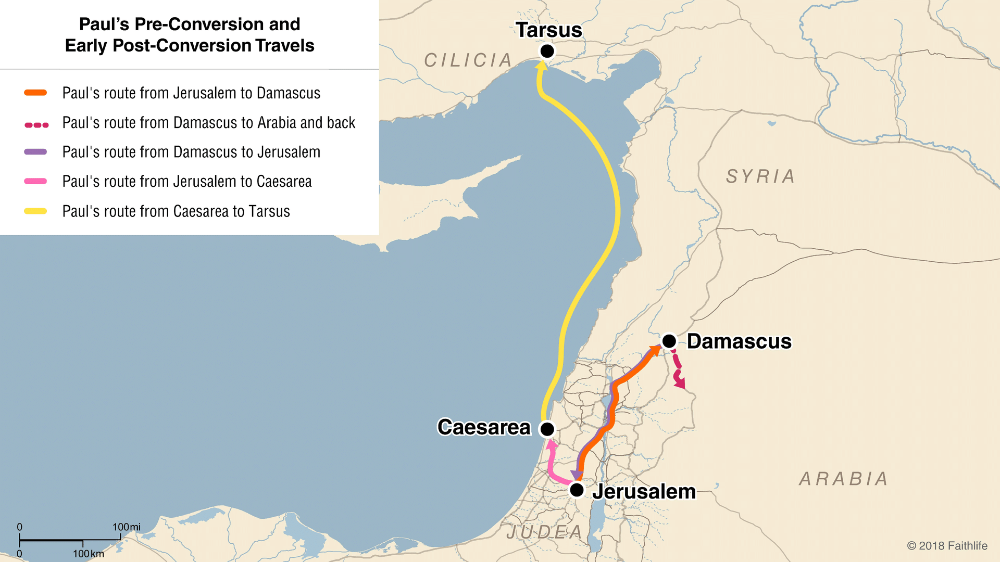 Paul’s Pre-Conversion and
Early Post-Conversion Travels
Paul's route from Jerusalem to Damascus
Paul's route from Damascus to Arabia and back
Paul's route from Damascus to Jerusalem
Paul's route from Jerusalem to Caesarea
Paul's route from Caesarea to Tarsus
Tarsus
CILICIA
SYRIA
Damascus
Caesarea
ARABIA
Jerusalem
JUDEA
0 100mi
0 100km
© 2018 Faithlife